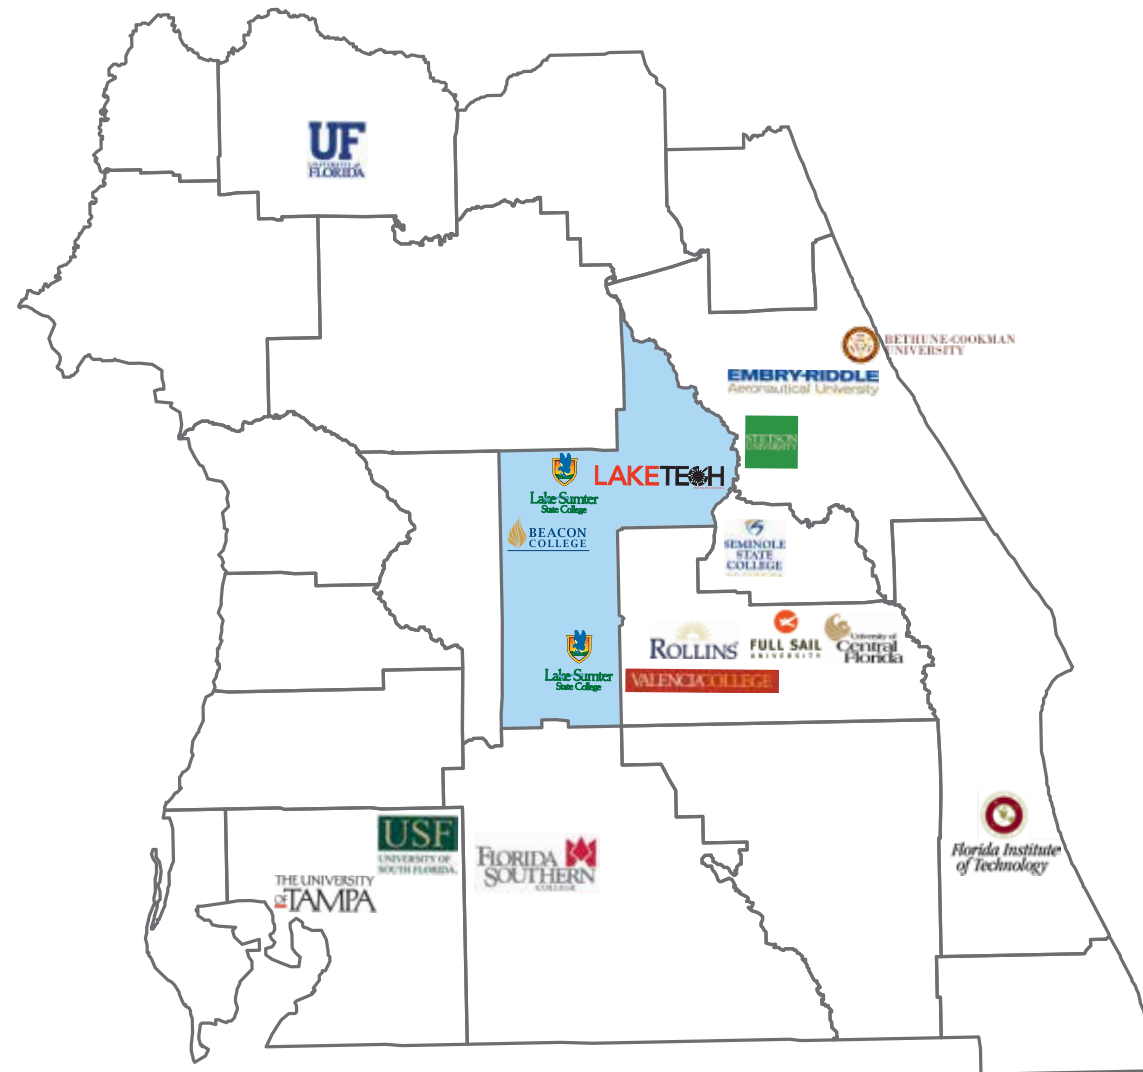 UF
UNIVERSITY of
FLORIDA
BETHUNE-COOKMAN
UNIVERSITY
EMBRY-RIDDLE
Aeronautical University
STETSON
UNIVERSITY
Lake Sumter
State College
LAKETECH
BEACON
COLLEGE
SEMINOLE
STATE
COLLEGE
ROLLINS
FULL SAIL
UNIVERSITY
University of
Central
Florida
Lake Sumter
State College
VALENCIACOLLEGE
USF
UNIVERSITY OF
SOUTH FLORIDA
FLORIDA
SOUTHERN
COLLEGE
THE UNIVERSITY
OF TAMPA
Florida Institute
of Technology